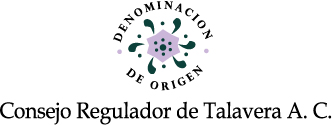 DENOMINACION
DE ORIGEN
Consejo Regulador de Talavera A. C.